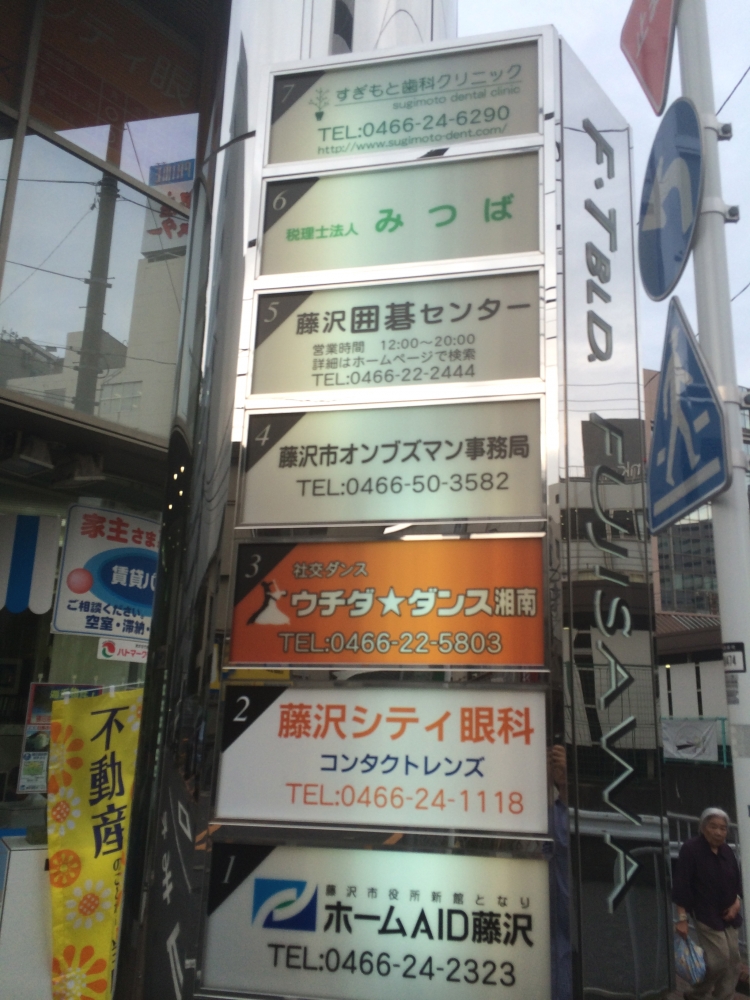 7
すぎもと歯科クリニック
sugimoto dental clinic
TEL:0466-24-6290
http://www.sugimoto-dent.com/
6
税理士法人 みつば
5
藤沢囲碁センター
営業時間 12:00～20:00
詳細はホームページで検索
TEL:0466-22-2444
4
藤沢市オンブズマン事務局
TEL:0466-50-3582
3
社交ダンス
ウチダ★ダンス湘南
TEL:0466-22-5803
2
藤沢シティ眼科
コンタクトレンズ
TEL:0466-24-1118
1
藤沢市役所新館となり
ホームAID藤沢
TEL:0466-24-2323
F.T BLD FUJISAWA
家主さま
賃貸
ご相談ください
空室・滞納・
ハトマーク
不動産